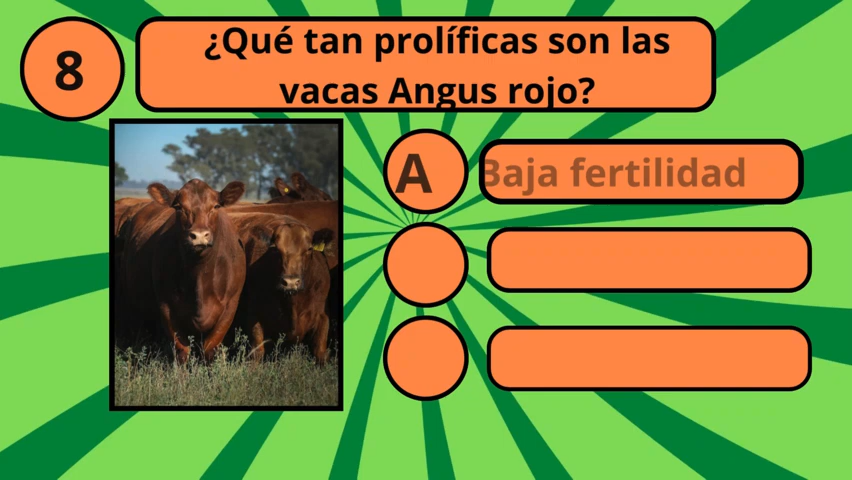 8
¿Qué tan prolíficas son las
vacas Angus rojo?
A
Baja fertilidad